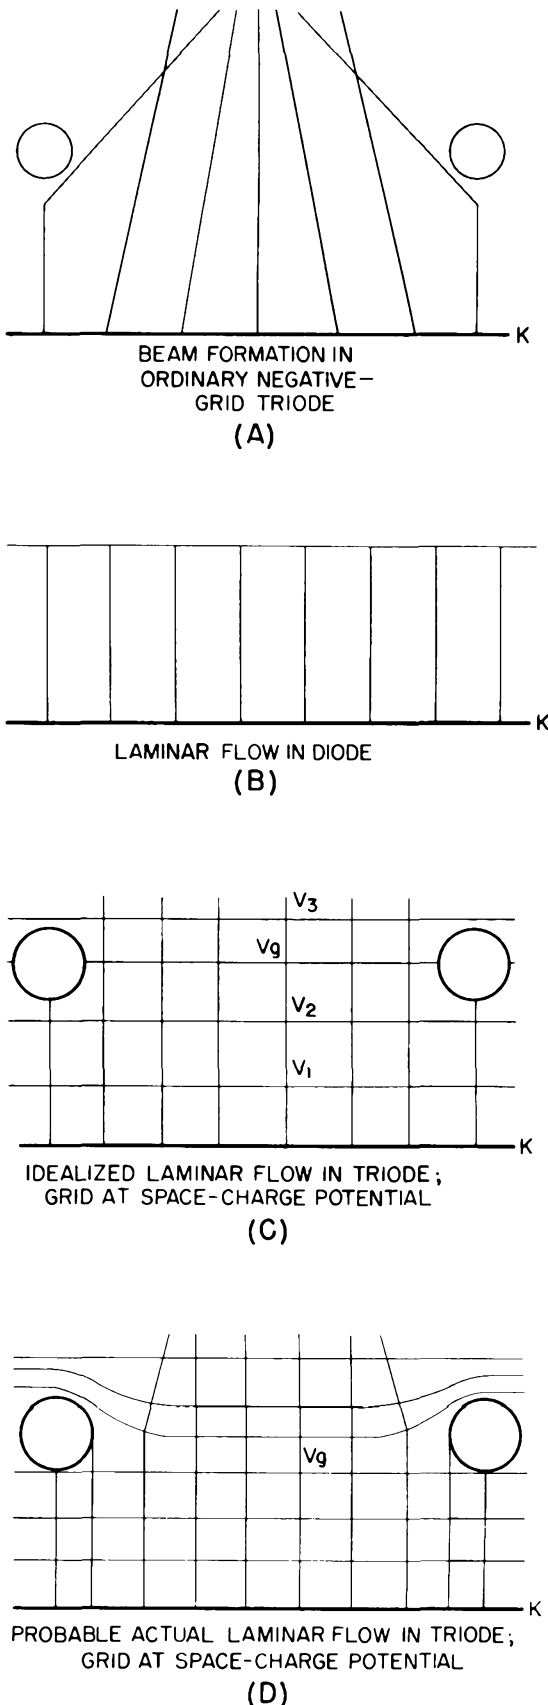 K
BEAM FORMATION IN
ORDINARY NEGATIVE-
GRID TRIODE
(A)
K
LAMINAR FLOW IN DIODE
(B)
V3
Vg
V2
V1
K
IDEALIZED LAMINAR FLOW IN TRIODE;
GRID AT SPACE-CHARGE POTENTIAL
(C)
Vg
K
PROBABLE ACTUAL LAMINAR FLOW IN TRIODE;
GRID AT SPACE-CHARGE POTENTIAL
(D)